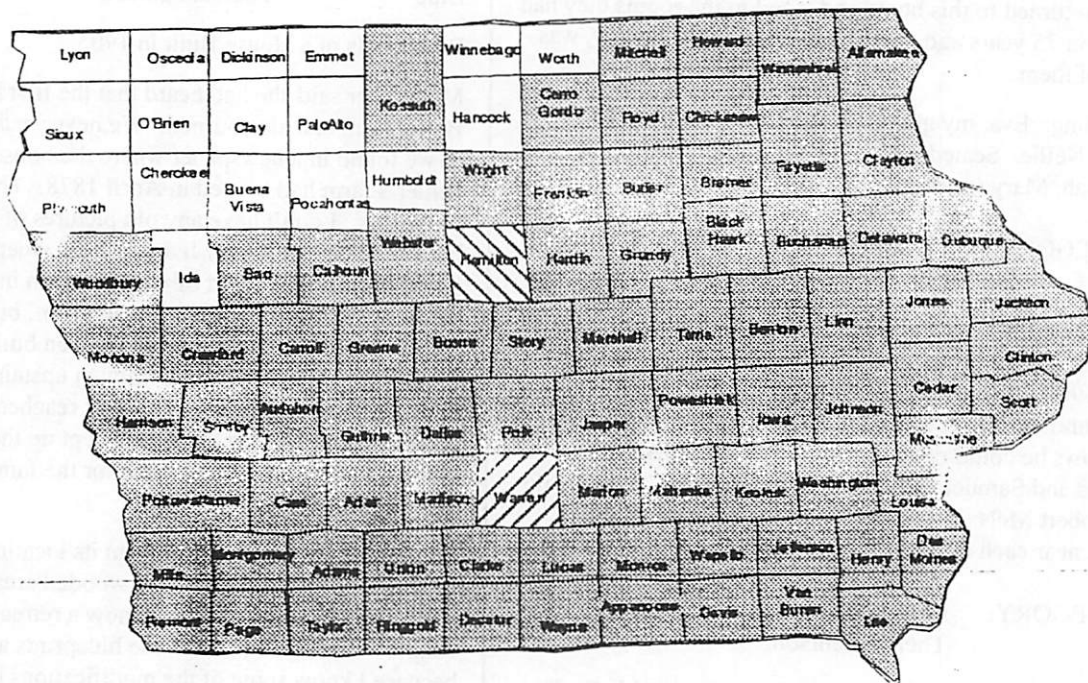 Lyon
Osceola
Dickinson
Emmet
Winnebago
Worth
Mitchell
Howard
Winneshiek
Allamakee
Kossuth
Hancock
Cerro
Gordo
Floyd
Chickasaw
Sioux
O'Brien
Clay
PaloAlto
Humboldt
Wright
Franklin
Butler
Bremer
Fayette
Clayton
Plymouth
Cherokee
Buena
Vista
Pocahontas
Webster
Hamilton
Hardin
Grundy
Black
Hawk
Buchanan
Delaware
Dubuque
Woodbury
Ida
Sac
Calhoun
Jones
Jackson
Monona
Crawford
Carroll
Greene
Boone
Story
Marshall
Tama
Benton
Linn
Clinton
Cedar
Scott
Harrison
Shelby
Audubon
Guthrie
Dallas
Polk
Jasper
Poweshiek
Iowa
Johnson
Muscatine
Pottawattamie
Cass
Adair
Madison
Warren
Marion
Mahaska
Keokuk
Washington
Louisa
Mills
Montgomery
Adams
Union
Clarke
Lucas
Monroe
Wapello
Jefferson
Henry
Des
Moines
Fremont
Page
Taylor
Ringgold
Decatur
Wayne
Appanoose
Davis
Van
Buren
Lee